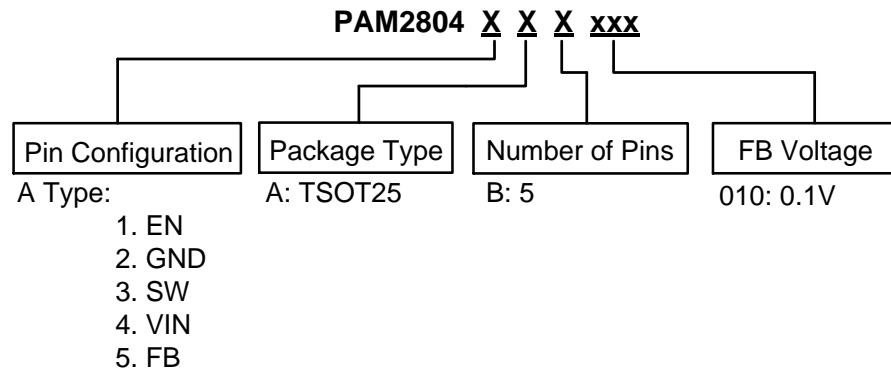 PAM2804 X X X xxx
Pin Configuration
Package Type
Number of Pins
FB Voltage
A Type:
A: TSOT25
B: 5
010: 0.1V
1. EN
2. GND
3. SW
4. VIN
5. FB